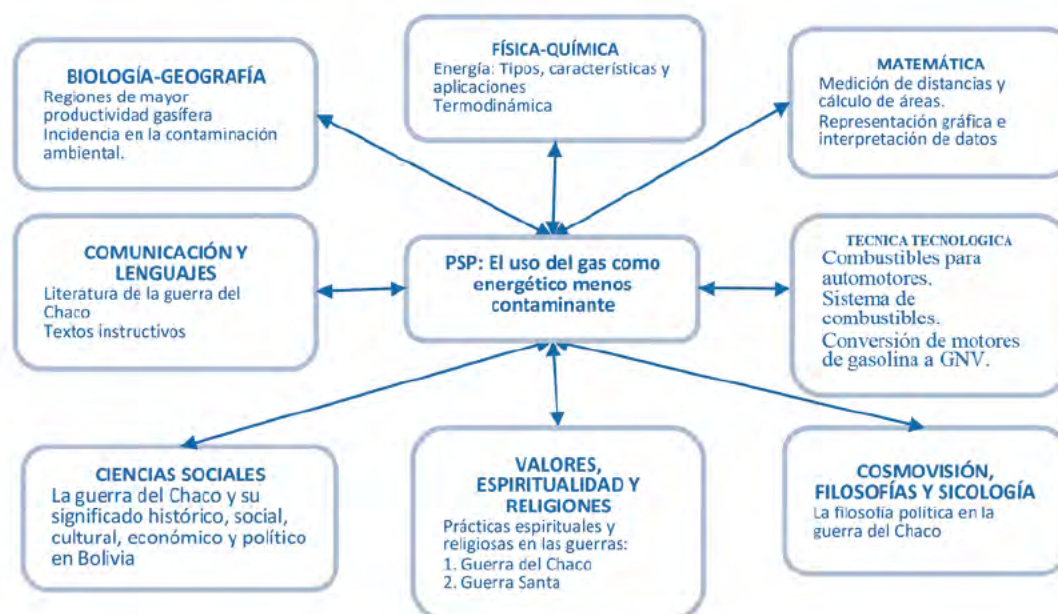 BIOLOGÍA-GEOGRAFÍA
Regiones de mayor
productividad gasífera
Incidencia en la contaminación
ambiental.
FÍSICA-QUÍMICA
Energía: Tipos, características y
aplicaciones
Termodinámica
MATEMÁTICA
Medición de distancias y
cálculo de áreas.
Representación gráfica e
interpretación de datos
COMUNICACIÓN Y
LENGUAJES
Literatura de la guerra del
Chaco
Textos instructivos
PSP: El uso del gas como
energético menos
contaminante
TECNICA TECNOLOGICA
Combustibles para
automotores.
Sistema de
combustibles.
Conversión de motores
de gasolina a GNV.
CIENCIAS SOCIALES
La guerra del Chaco y su
significado histórico, social,
cultural, económico y político
en Bolivia
VALORES,
ESPIRITUALIDAD Y
RELIGIONES
Prácticas espirituales y
religiosas en las guerras:
1. Guerra del Chaco
2. Guerra Santa
COSMOVISIÓN,
FILOSOFÍAS Y SICOLOGÍA
La filosofía política en la
guerra del Chaco